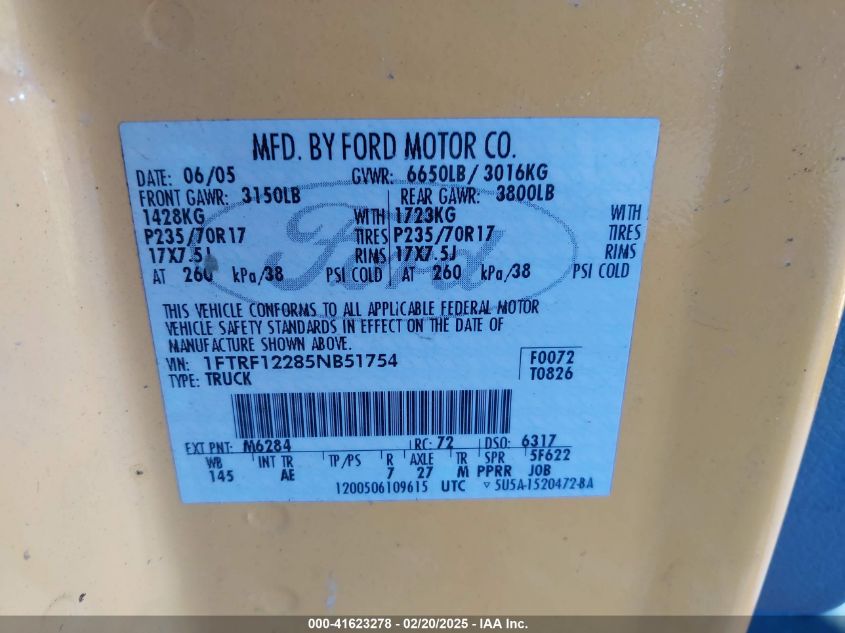 MFD. BY FORD MOTOR CO.
DATE: 06/05 GVWR: 6650LB/ 3016KG
FRONT GAWR: 3150LB REAR GAWR: 3800LB
1428KG WITH 1723KG WITH
P235/70R17 TIRES P235/70R17 TIRES
17X7.5J RIMS 17X7.5J RIMS
AT 260 kPa/38 PSI COLD AT 260 kPa/38 PSI COLD
Ford
THIS VEHICLE CONFORMS TO ALL APPLICABLE FEDERAL MOTOR
VEHICLE SAFETY STANDARDS IN EFFECT ON THE DATE OF
MANUFACTURE SHOWN ABOVE.
VIN: 1FTRF12285NB51754 F0072
TYPE: TRUCK T0826
EXT PNT: M6284 RC: 72 DSO: 6317
WB INT TR TP/PS R AXLE TR SPR 5F622
145 AE 7 27 M PPRR JOB
1200506109615 UTC ▽ 5U5A-1520472-BA
000-41623278 - 02/20/2025 - IAA Inc.